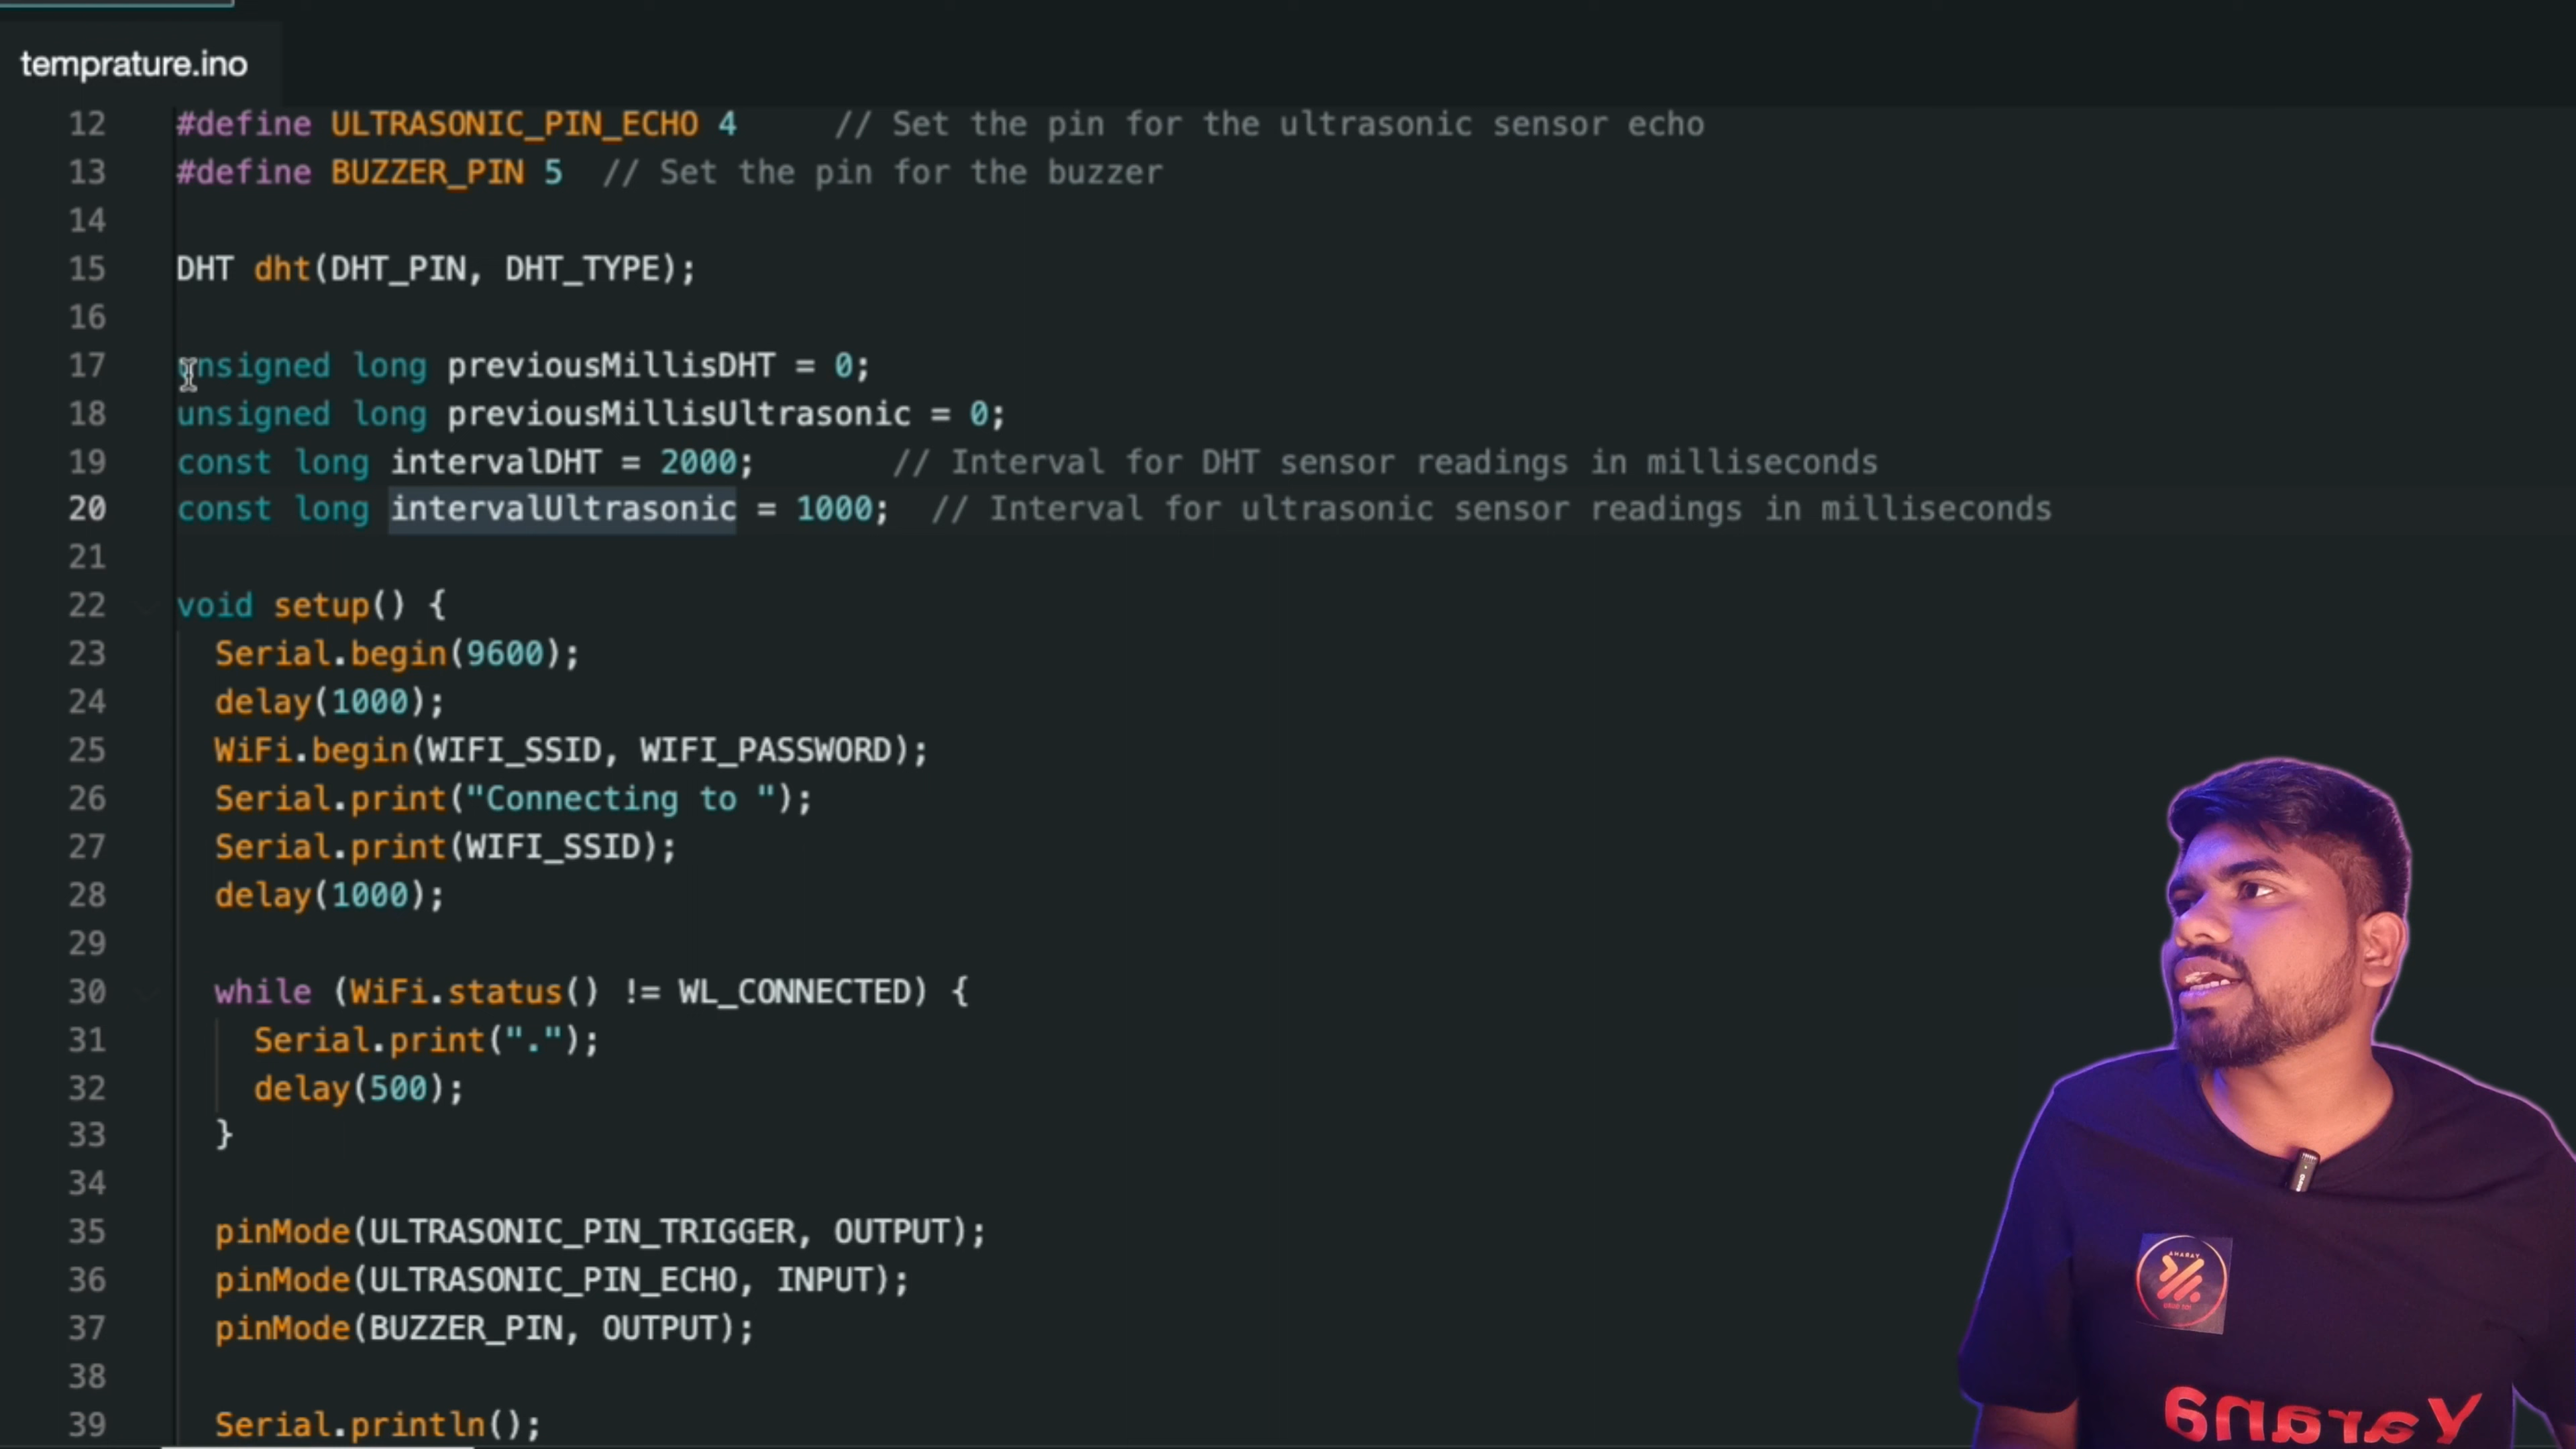 temprature.ino
12 #define ULTRASONIC_PIN_ECHO 4 // Set the pin for the ultrasonic sensor echo
13 #define BUZZER_PIN 5 // Set the pin for the buzzer
14
15 DHT dht(DHT_PIN, DHT_TYPE);
16
17 unsigned long previousMillisDHT = 0;
18 unsigned long previousMillisUltrasonic = 0;
19 const long intervalDHT = 2000; // Interval for DHT sensor readings in milliseconds
20 const long intervalUltrasonic = 1000; // Interval for ultrasonic sensor readings in milliseconds
21
22 void setup() {
23 Serial.begin(9600);
24 delay(1000);
25 WiFi.begin(WIFI_SSID, WIFI_PASSWORD);
26 Serial.print("Connecting to ");
27 Serial.print(WIFI_SSID);
28 delay(1000);
29
30 while (WiFi.status() != WL_CONNECTED) {
31 Serial.print(".");
32 delay(500);
33 }
34
35 pinMode(ULTRASONIC_PIN_TRIGGER, OUTPUT);
36 pinMode(ULTRASONIC_PIN_ECHO, INPUT);
37 pinMode(BUZZER_PIN, OUTPUT);
38
39 Serial.println();
YARANA
Yarana